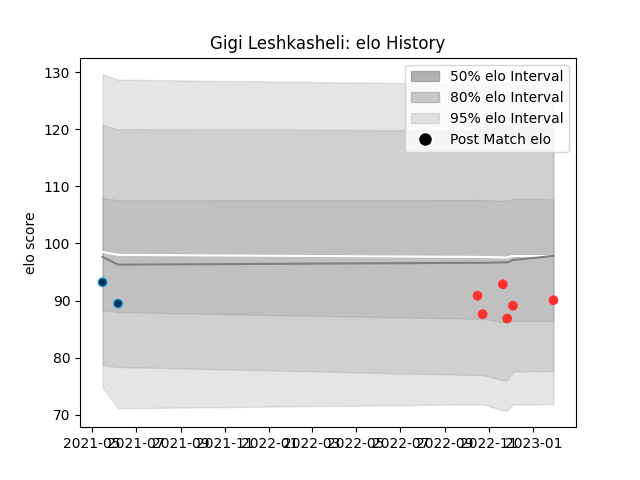 Gigi Leshkasheli: elo History
50% elo Interval
80% elo Interval
95% elo Interval
Post Match elo
elo score
130
120
110
100
90
80
70
2021-05 2021-07 2021-09 2021-11 2022-01 2022-03 2022-05 2022-07 2022-09 2022-11 2023-01